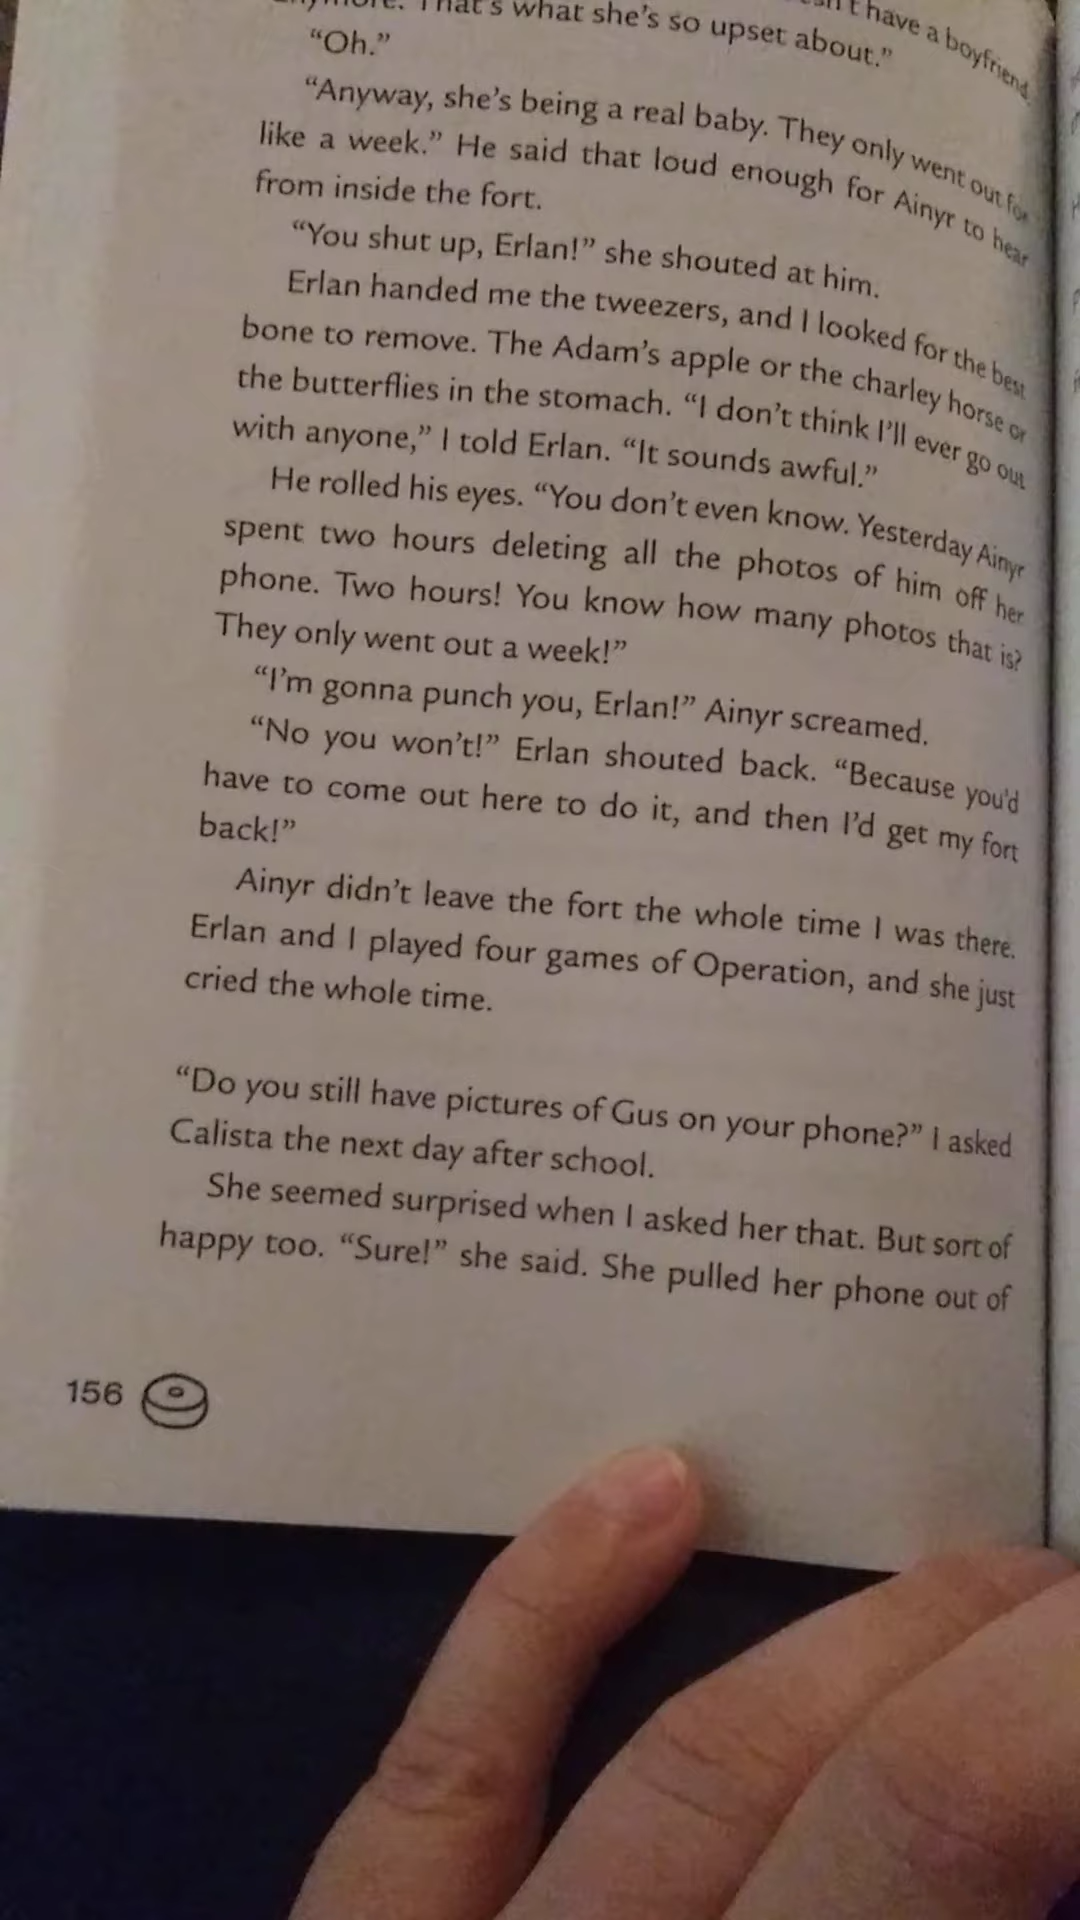 have a boyfriend
That's what she's so upset about.”
“Oh.”
“Anyway, she's being a real baby. They only went out for
like a week.” He said that loud enough for Ainyr to hear
from inside the fort.
“You shut up, Erlan!” she shouted at him.
Erlan handed me the tweezers, and I looked for the best
bone to remove. The Adam's apple or the charley horse or
the butterflies in the stomach. “I don't think I'll ever go out
with anyone,” I told Erlan. “It sounds awful.”
He rolled his eyes. “You don't even know. Yesterday Ainyr
spent two hours deleting all the photos of him off her
phone. Two hours! You know how many photos that is?
They only went out a week!”
“I'm gonna punch you, Erlan!” Ainyr screamed.
“No you won't!” Erlan shouted back. “Because you'd
have to come out here to do it, and then I'd get my fort
back!”
Ainyr didn't leave the fort the whole time I was there.
Erlan and I played four games of Operation, and she just
cried the whole time.
“Do you still have pictures of Gus on your phone?” I asked
Calista the next day after school.
She seemed surprised when I asked her that. But sort of
happy too. “Sure!” she said. She pulled her phone out of
156